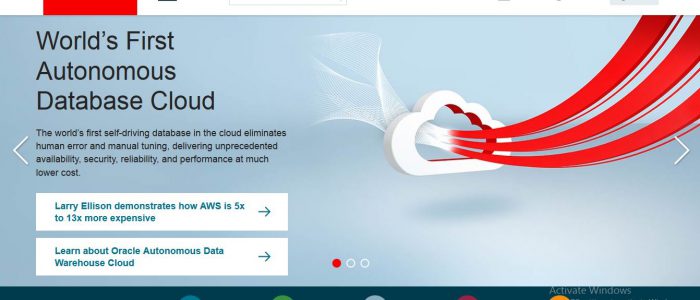 World's First
Autonomous
Database Cloud
The world's first self-driving database in the cloud eliminates
human error and manual tuning, delivering unprecedented
availability, security, reliability, and performance at much
lower cost.
Larry Ellison demonstrates how AWS is 5x
to 13x more expensive
Learn about Oracle Autonomous Data
Warehouse Cloud
Activate Windows